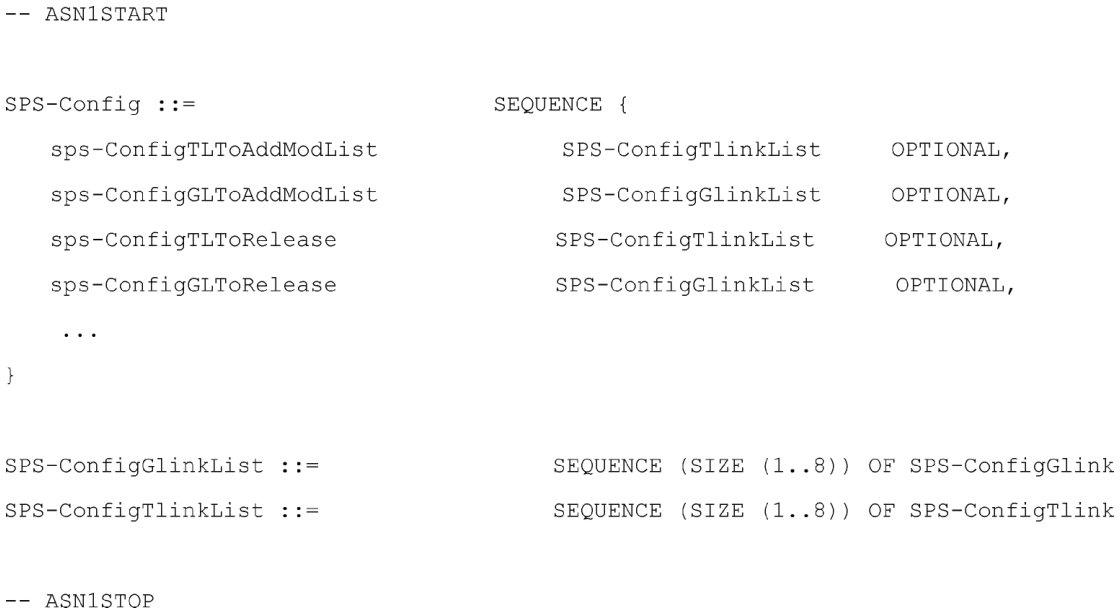 -- ASN1START
SPS-Config ::= SEQUENCE {
sps-ConfigTLToAddModList SPS-ConfigTlinkList OPTIONAL,
sps-ConfigGLToAddModList SPS-ConfigGlinkList OPTIONAL,
sps-ConfigTLToRelease SPS-ConfigTlinkList OPTIONAL,
sps-ConfigGLToRelease SPS-ConfigGlinkList OPTIONAL,
...
}
SPS-ConfigGlinkList ::= SEQUENCE (SIZE (1..8)) OF SPS-ConfigGlink
SPS-ConfigTlinkList ::= SEQUENCE (SIZE (1..8)) OF SPS-ConfigTlink
-- ASN1STOP